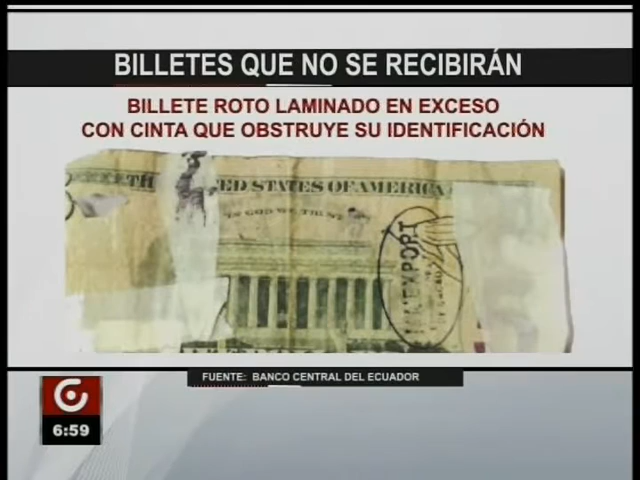 BILLETES QUE NO SE RECIBIRÁN
BILLETE ROTO LAMINADO EN EXCESO
CON CINTA QUE OBSTRUYE SU IDENTIFICACIÓN
ED STATES OF AMERICA
IN GOD WE TRUST
EXPORT
FUENTE: BANCO CENTRAL DEL ECUADOR
6:59